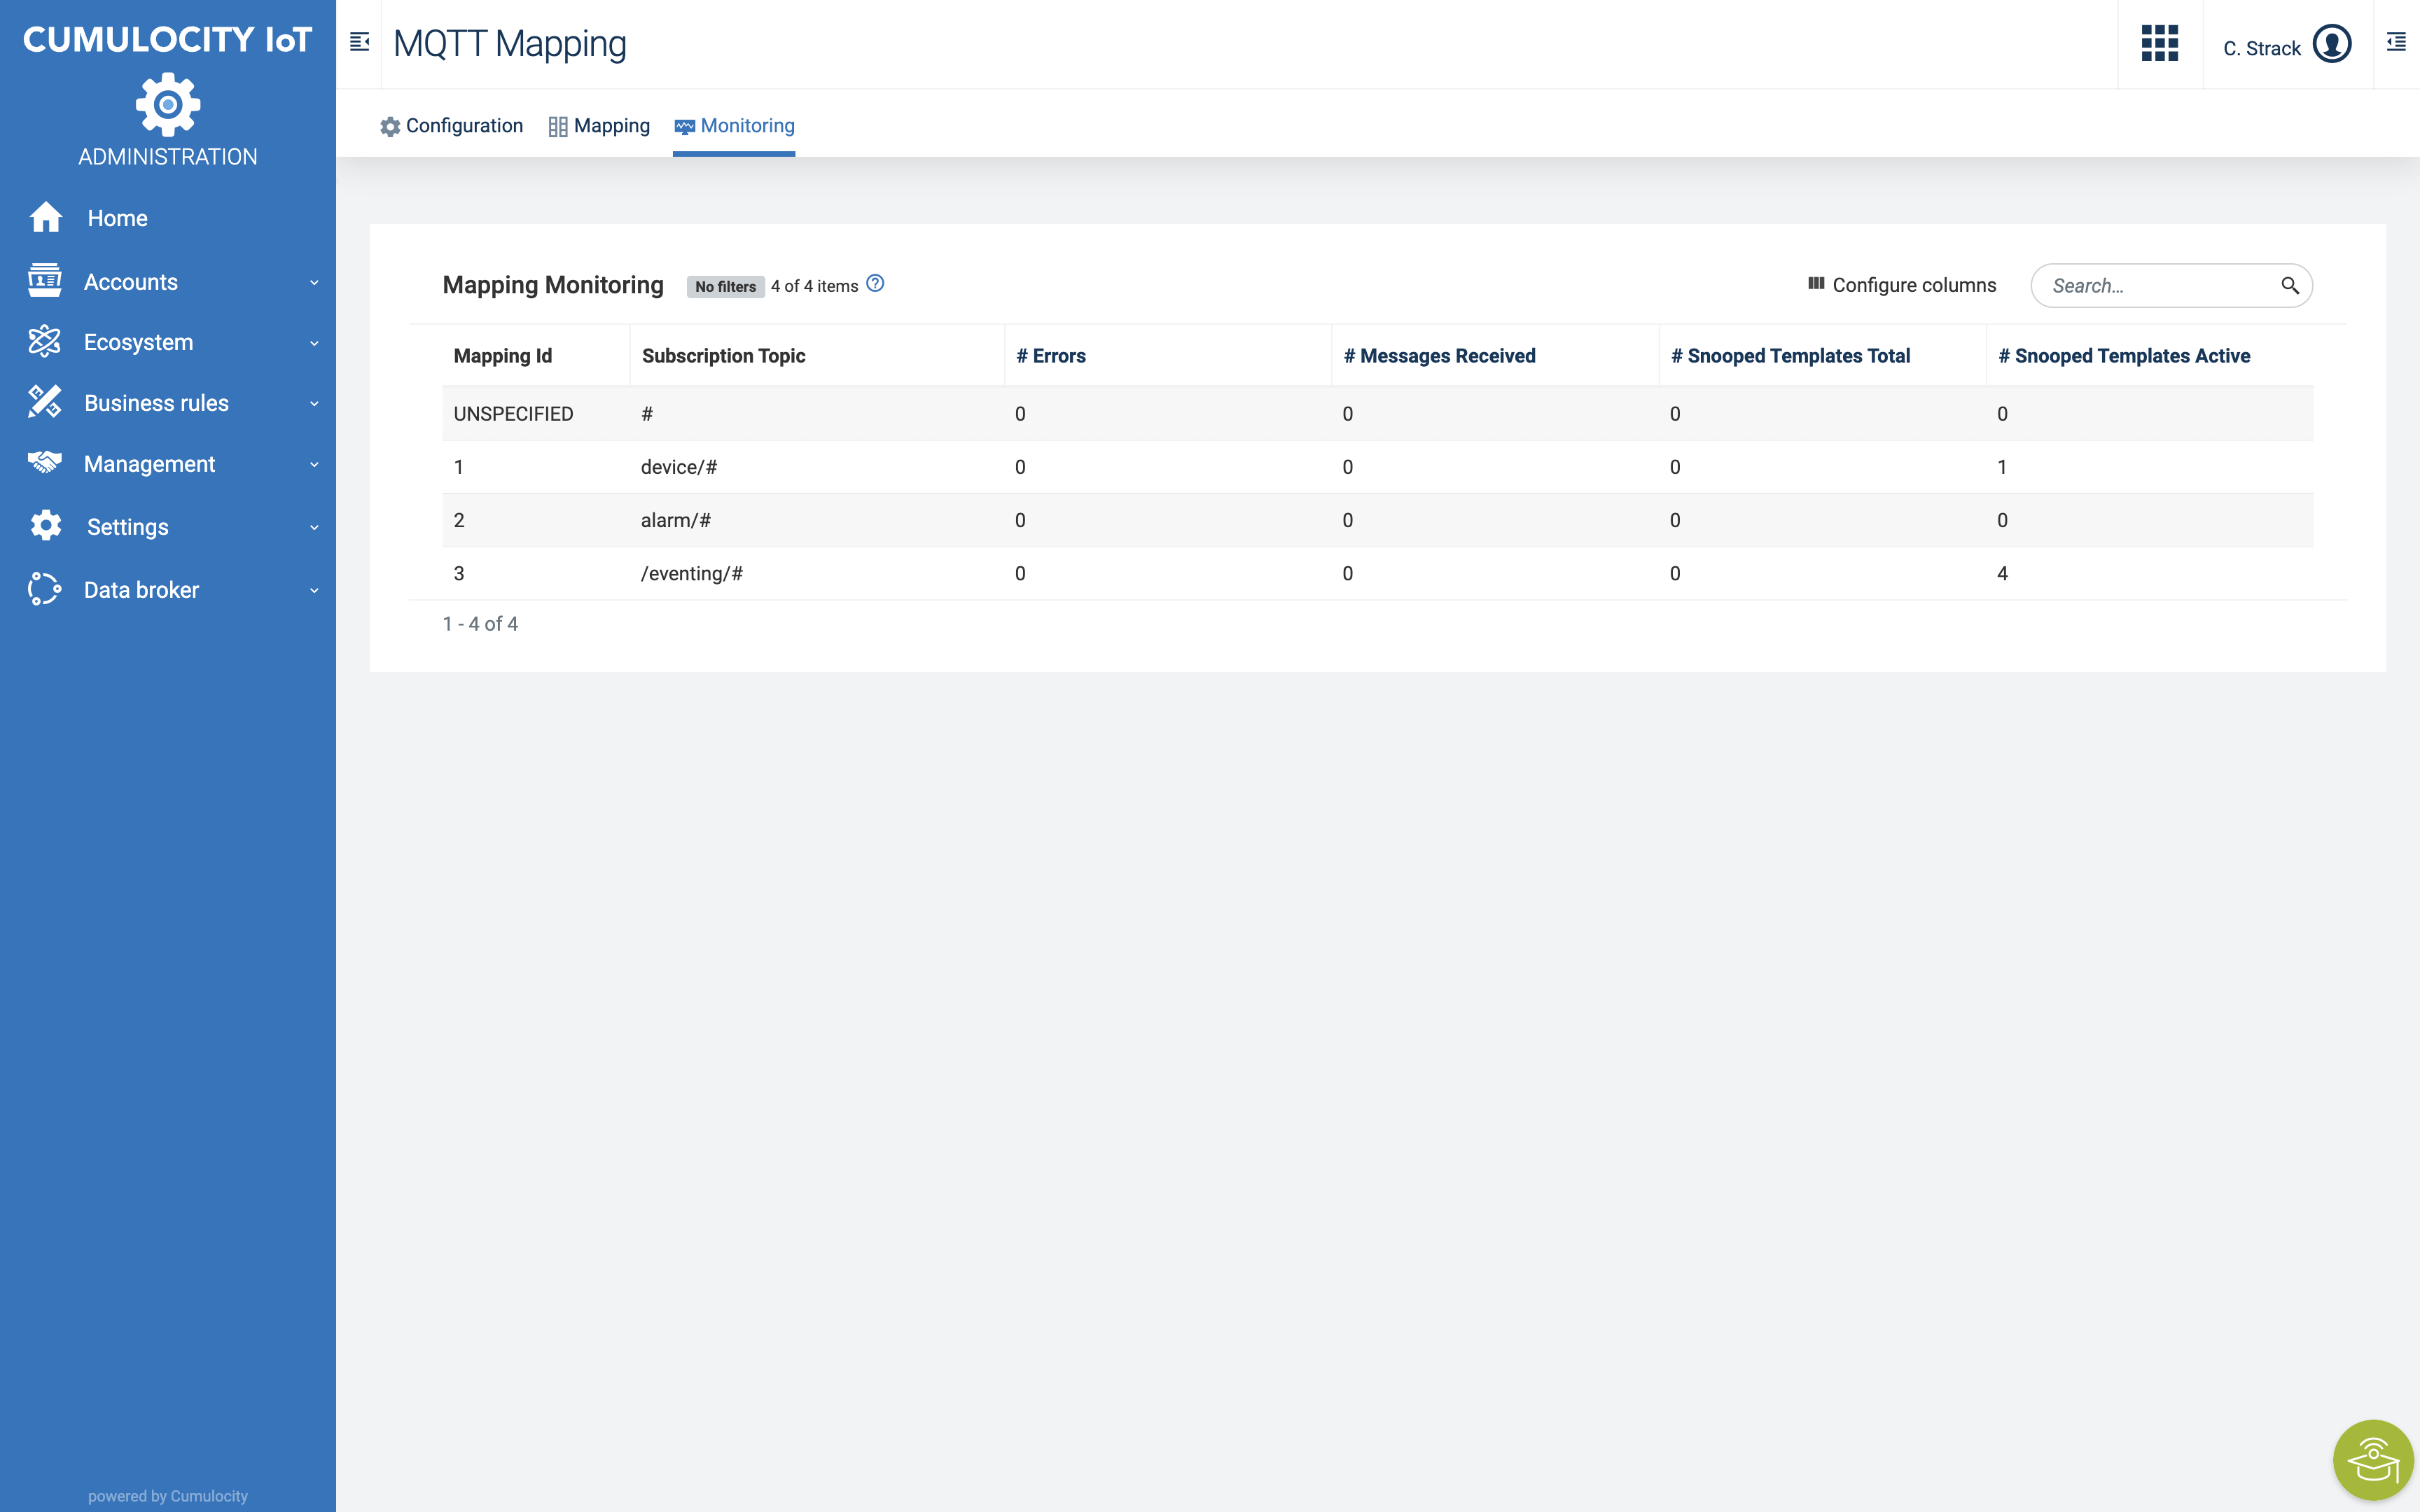 CUMULOCITY IoT
ADMINISTRATION
Home
Accounts
Ecosystem
Business rules
Management
Settings
Data broker
powered by Cumulocity
MQTT Mapping
C. Strack
Configuration Mapping Monitoring
Mapping Monitoring No filters 4 of 4 items
Configure columns Search...
Mapping Id Subscription Topic # Errors # Messages Received # Snooped Templates Total # Snooped Templates Active
UNSPECIFIED # 0 0 0 0
1 device/# 0 0 0 1
2 alarm/# 0 0 0 0
3 /eventing/# 0 0 0 4
1 - 4 of 4